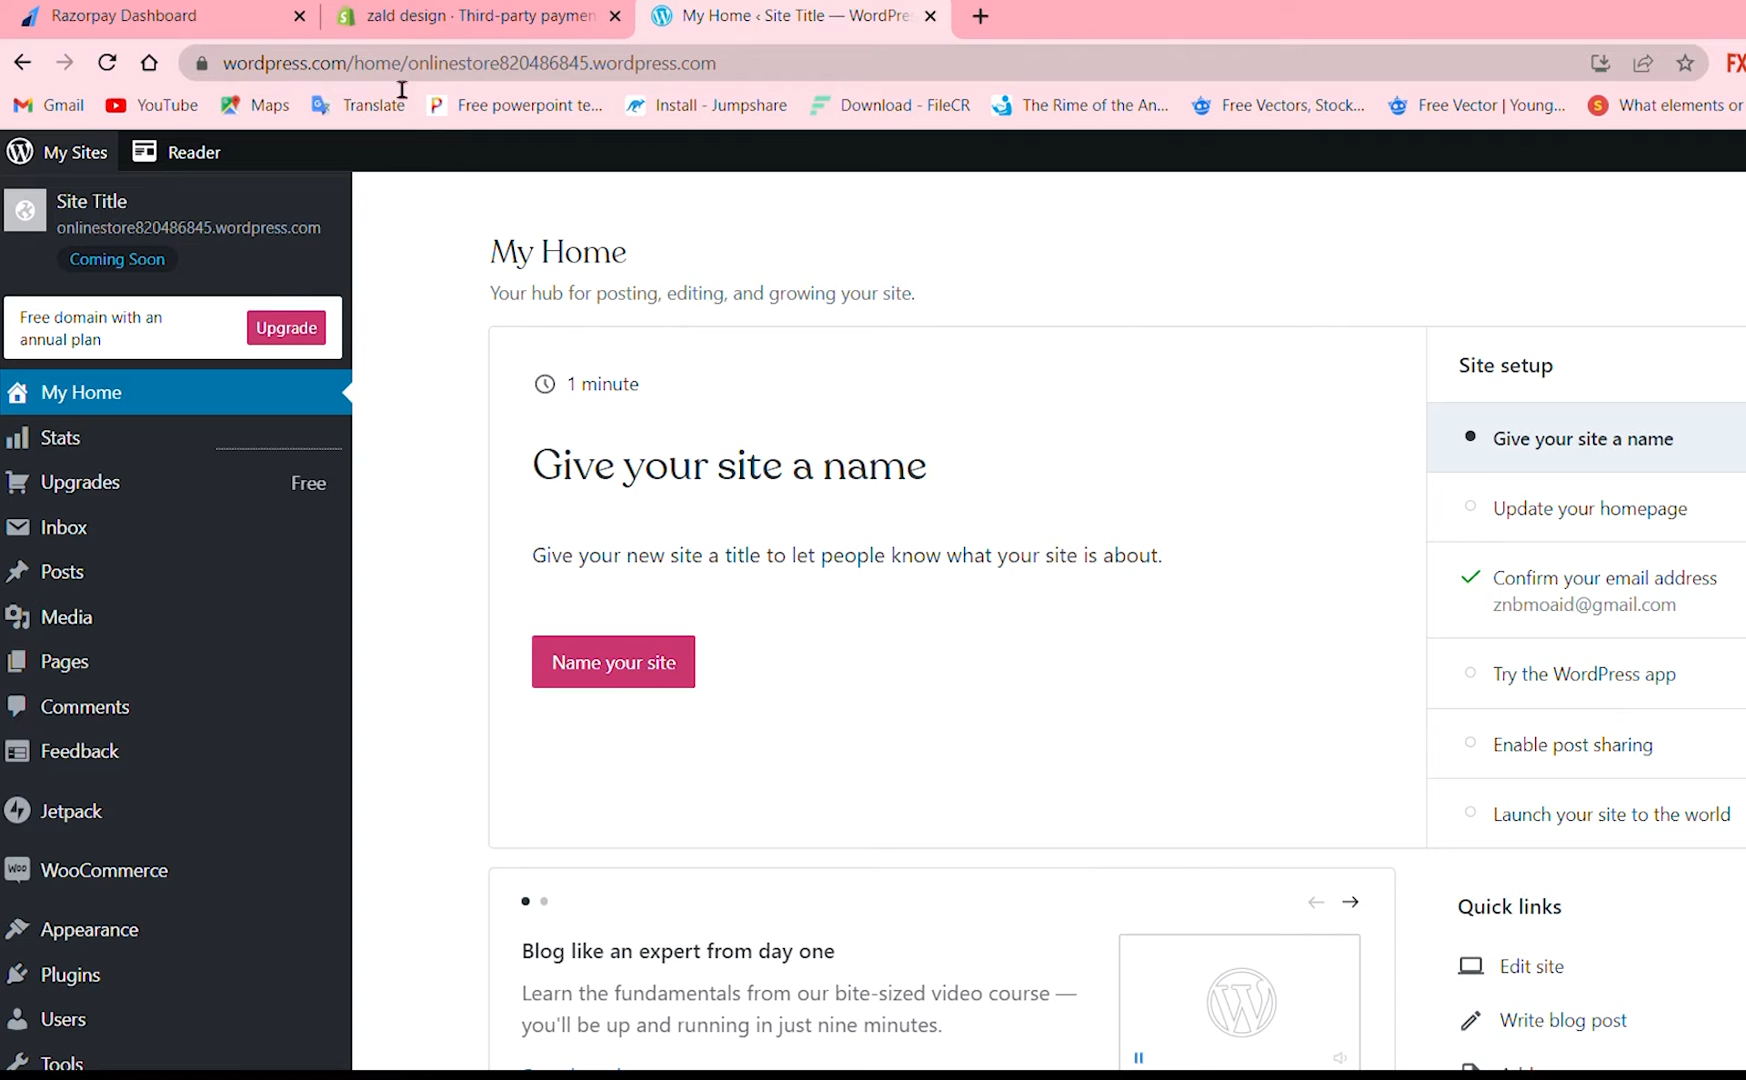 Razorpay Dashboard
zald design · Third-party paymen
My Home ‹ Site Title — WordPre
wordpress.com/home/onlinestore820486845.wordpress.com
Gmail
YouTube
Maps
Translate
Free powerpoint te...
Install - Jumpshare
Download - FileCR
The Rime of the An...
Free Vectors, Stock...
Free Vector | Young...
What elements or
My Sites
Reader
Site Title
onlinestore820486845.wordpress.com
Coming Soon
Free domain with an
annual plan
Upgrade
My Home
Stats
Upgrades Free
Inbox
Posts
Media
Pages
Comments
Feedback
Jetpack
WooCommerce
Appearance
Plugins
Users
Tools
My Home
Your hub for posting, editing, and growing your site.
1 minute
Give your site a name
Give your new site a title to let people know what your site is about.
Name your site
Site setup
Give your site a name
Update your homepage
Confirm your email address
znbmoaid@gmail.com
Try the WordPress app
Enable post sharing
Launch your site to the world
Blog like an expert from day one
Learn the fundamentals from our bite-sized video course —
you'll be up and running in just nine minutes.
Quick links
Edit site
Write blog post